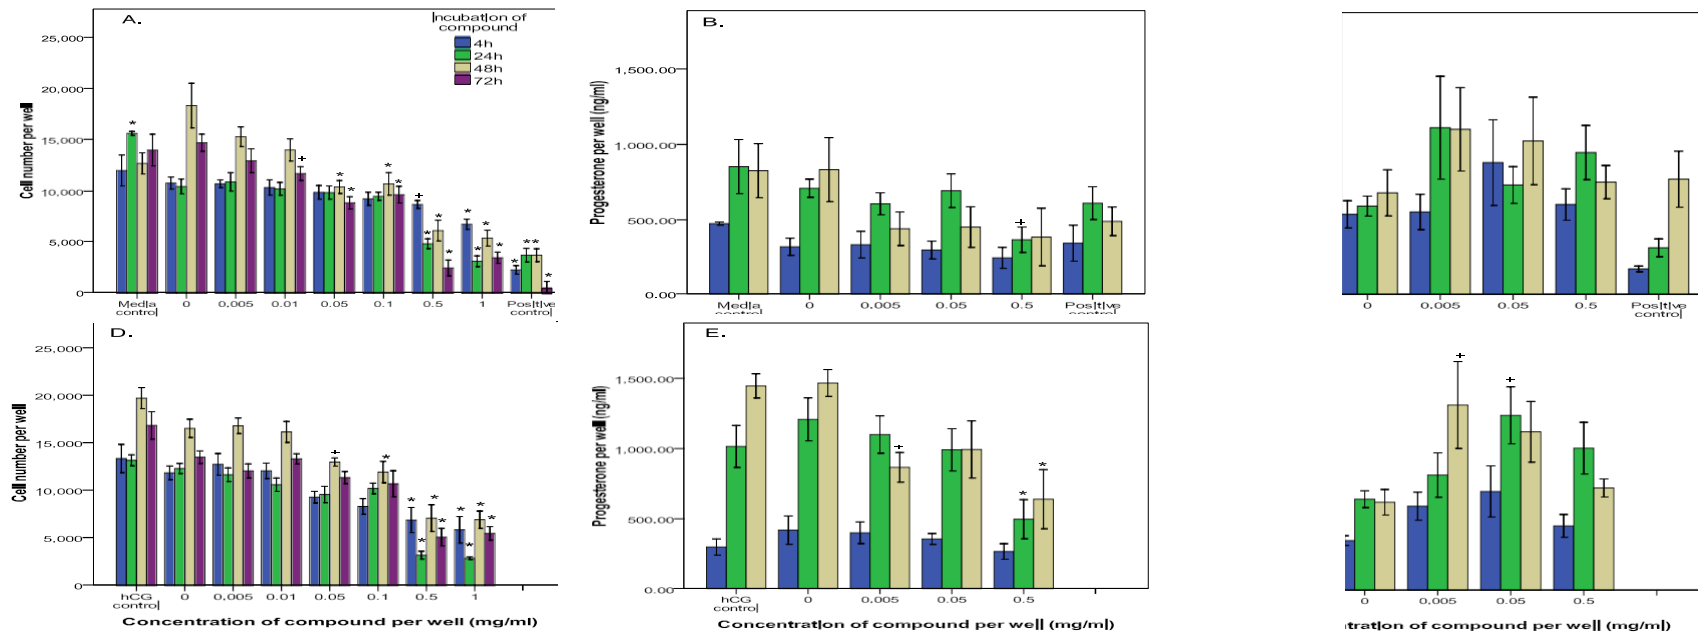 A.
Incubation of
compound
4h
24h
48h
72h
Cell number per well
25,000
20,000
15,000
10,000
5,000
0
Media
control
0
0.005
0.01
0.05
0.1
0.5
1
Positive
control
B.
Progesterone per well (ng/ml)
1,500.00
1,000.00
500.00
0.00
Media
control
0
0.005
0.05
0.5
Positive
control
0
0.005
0.05
0.5
Positive
control
D.
Cell number per well
25,000
20,000
15,000
10,000
5,000
0
hCG
control
0
0.005
0.01
0.05
0.1
0.5
1
Concentration of compound per well (mg/ml)
E.
Progesterone per well (ng/ml)
1,500.00
1,000.00
500.00
0.00
hCG
control
0
0.005
0.05
0.5
Concentration of compound per well (mg/ml)
0
0.005
0.05
0.5
tration of compound per well (mg/ml)